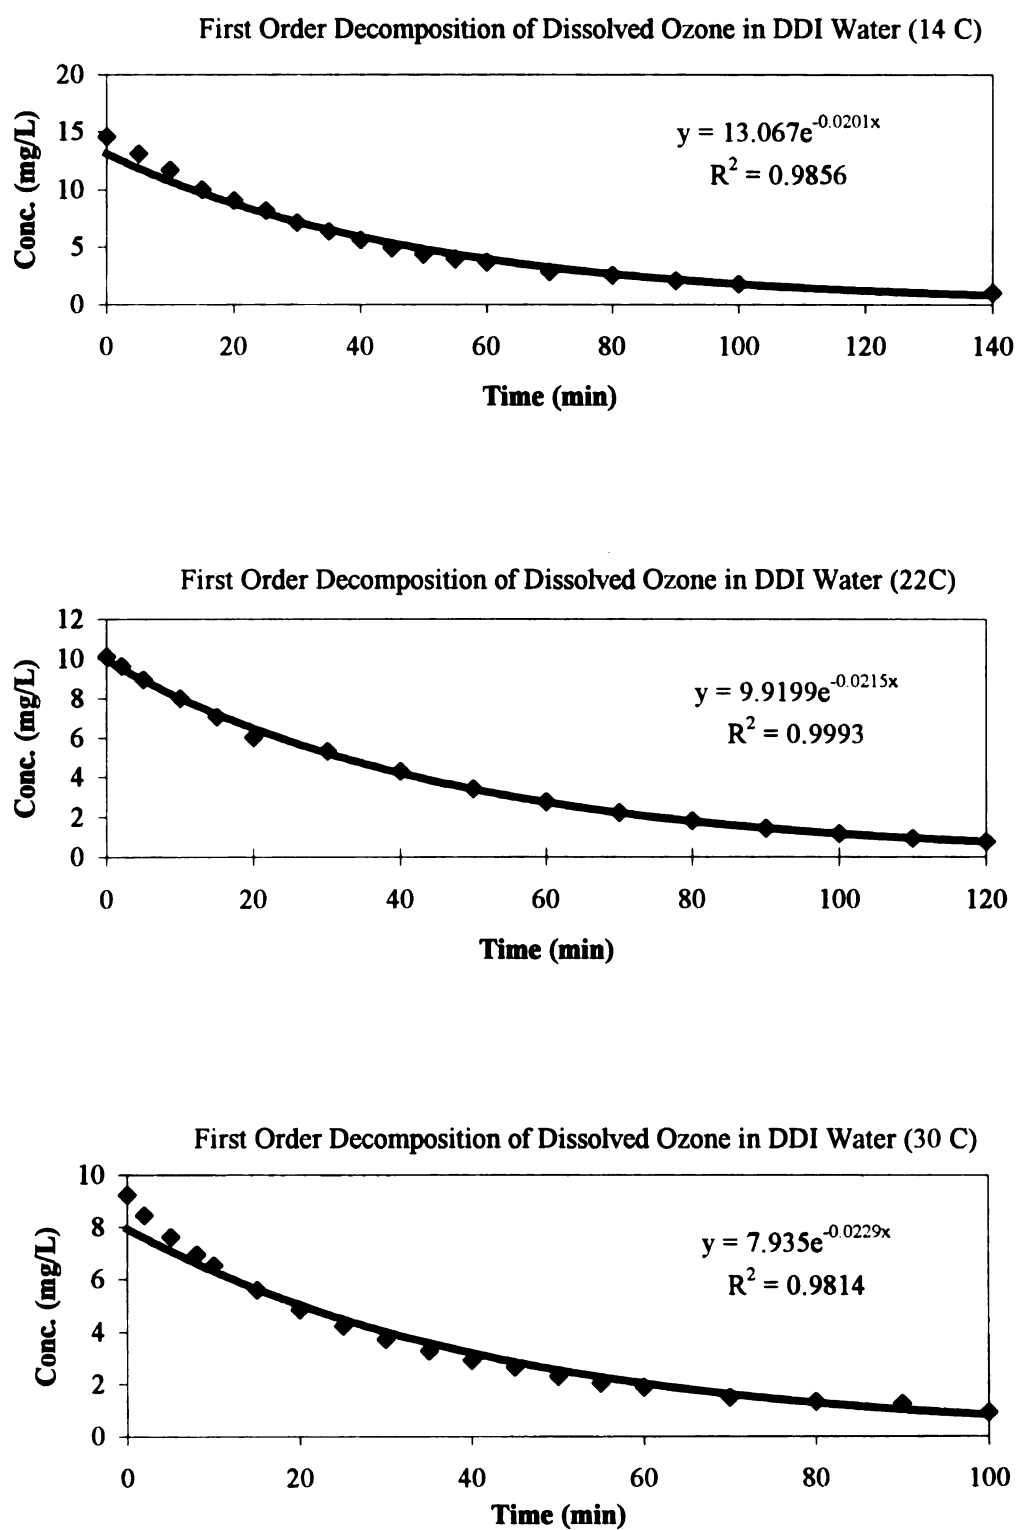 First Order Decomposition of Dissolved Ozone in DDI Water (14 C)
20
15
10
5
0
Conc. (mg/L)
y = 13.067e^-0.0201x
R² = 0.9856
0 20 40 60 80 100 120 140
Time (min)
First Order Decomposition of Dissolved Ozone in DDI Water (22C)
12
10
8
6
4
2
0
Conc. (mg/L)
y = 9.9199e^-0.0215x
R² = 0.9993
0 20 40 60 80 100 120
Time (min)
First Order Decomposition of Dissolved Ozone in DDI Water (30 C)
10
8
6
4
2
0
Conc. (mg/L)
y = 7.935e^-0.0229x
R² = 0.9814
0 20 40 60 80 100
Time (min)